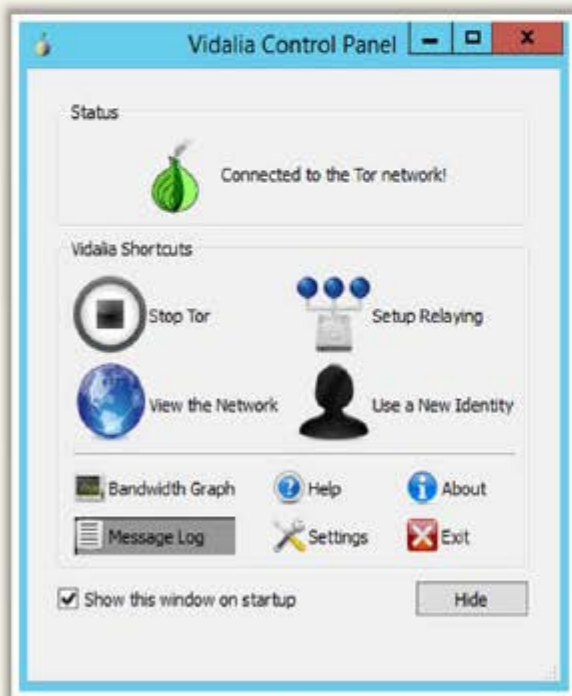 Vidalia Control Panel
Status
Connected to the Tor network!
Vidalia Shortcuts
Stop Tor
Setup Relaying
View the Network
Use a New Identity
Bandwidth Graph
Help
About
Message Log
Settings
Exit
Show this window on startup
Hide